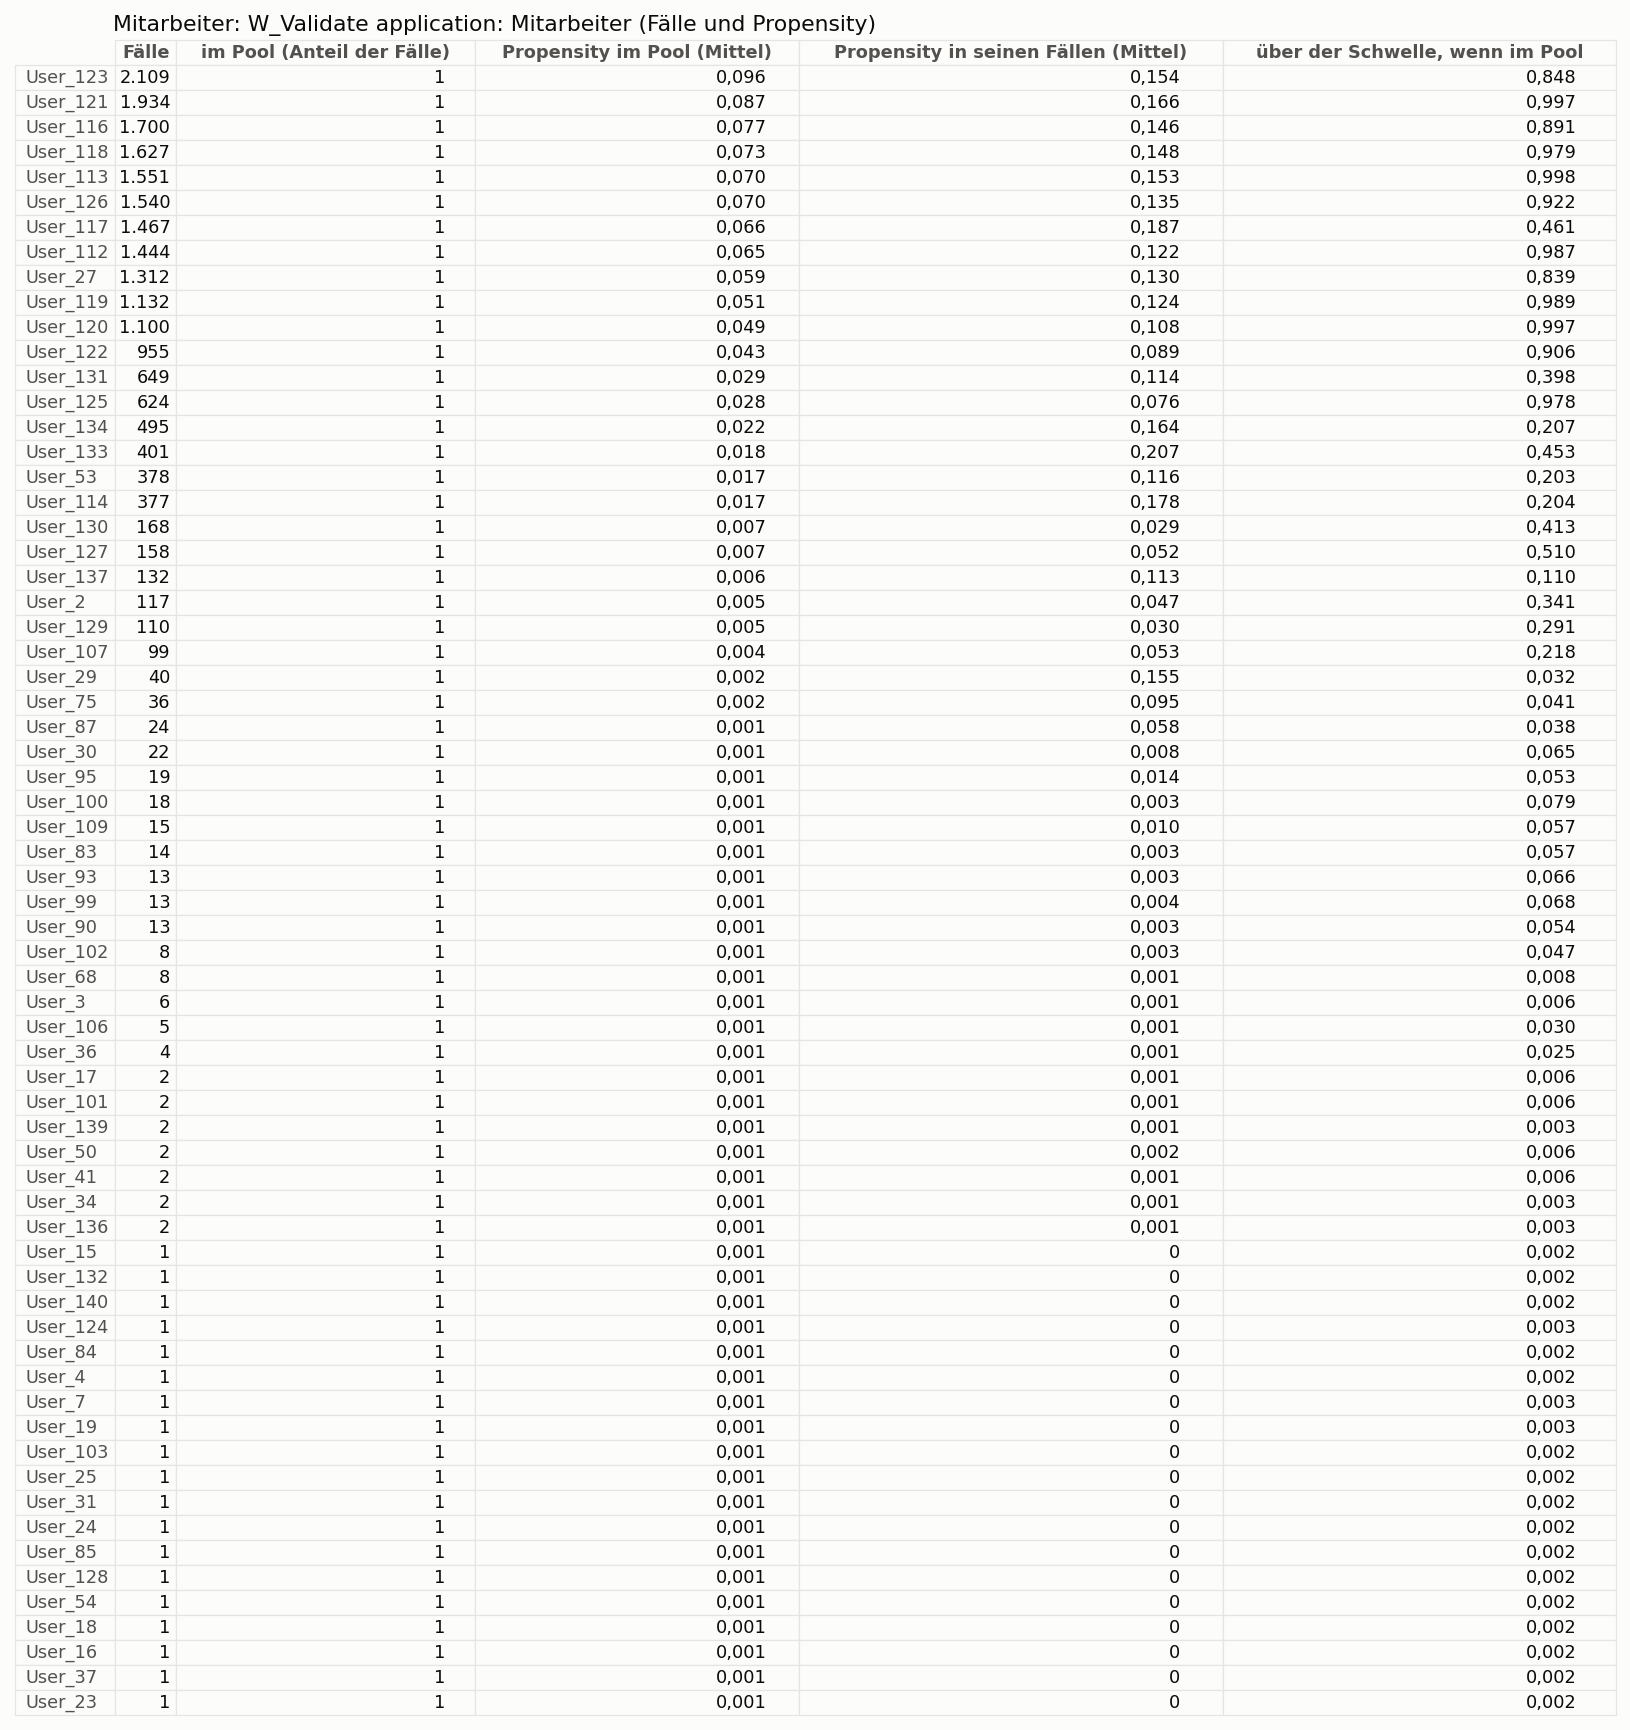 Mitarbeiter: W_Validate application: Mitarbeiter (Fälle und Propensity)
Fälle im Pool (Anteil der Fälle) Propensity im Pool (Mittel) Propensity in seinen Fällen (Mittel) über der Schwelle, wenn im Pool
User_123 2.109 1 0,096 0,154 0,848
User_121 1.934 1 0,087 0,166 0,997
User_116 1.700 1 0,077 0,146 0,891
User_118 1.627 1 0,073 0,148 0,979
User_113 1.551 1 0,070 0,153 0,998
User_126 1.540 1 0,070 0,135 0,922
User_117 1.467 1 0,066 0,187 0,461
User_112 1.444 1 0,065 0,122 0,987
User_27 1.312 1 0,059 0,130 0,839
User_119 1.132 1 0,051 0,124 0,989
User_120 1.100 1 0,049 0,108 0,997
User_122 955 1 0,043 0,089 0,906
User_131 649 1 0,029 0,114 0,398
User_125 624 1 0,028 0,076 0,978
User_134 495 1 0,022 0,164 0,207
User_133 401 1 0,018 0,207 0,453
User_53 378 1 0,017 0,116 0,203
User_114 377 1 0,017 0,178 0,204
User_130 168 1 0,007 0,029 0,413
User_127 158 1 0,007 0,052 0,510
User_137 132 1 0,006 0,113 0,110
User_2 117 1 0,005 0,047 0,341
User_129 110 1 0,005 0,030 0,291
User_107 99 1 0,004 0,053 0,218
User_29 40 1 0,002 0,155 0,032
User_75 36 1 0,002 0,095 0,041
User_87 24 1 0,001 0,058 0,038
User_30 22 1 0,001 0,008 0,065
User_95 19 1 0,001 0,014 0,053
User_100 18 1 0,001 0,003 0,079
User_109 15 1 0,001 0,010 0,057
User_83 14 1 0,001 0,003 0,057
User_93 13 1 0,001 0,003 0,066
User_99 13 1 0,001 0,004 0,068
User_90 13 1 0,001 0,003 0,054
User_102 8 1 0,001 0,003 0,047
User_68 8 1 0,001 0,001 0,008
User_3 6 1 0,001 0,001 0,006
User_106 5 1 0,001 0,001 0,030
User_36 4 1 0,001 0,001 0,025
User_17 2 1 0,001 0,001 0,006
User_101 2 1 0,001 0,001 0,006
User_139 2 1 0,001 0,001 0,003
User_50 2 1 0,001 0,002 0,006
User_41 2 1 0,001 0,001 0,006
User_34 2 1 0,001 0,001 0,003
User_136 2 1 0,001 0,001 0,003
User_15 1 1 0,001 0 0,002
User_132 1 1 0,001 0 0,002
User_140 1 1 0,001 0 0,002
User_124 1 1 0,001 0 0,003
User_84 1 1 0,001 0 0,002
User_4 1 1 0,001 0 0,002
User_7 1 1 0,001 0 0,003
User_19 1 1 0,001 0 0,003
User_103 1 1 0,001 0 0,002
User_25 1 1 0,001 0 0,002
User_31 1 1 0,001 0 0,002
User_24 1 1 0,001 0 0,002
User_85 1 1 0,001 0 0,002
User_128 1 1 0,001 0 0,002
User_54 1 1 0,001 0 0,002
User_18 1 1 0,001 0 0,002
User_16 1 1 0,001 0 0,002
User_37 1 1 0,001 0 0,002
User_23 1 1 0,001 0 0,002